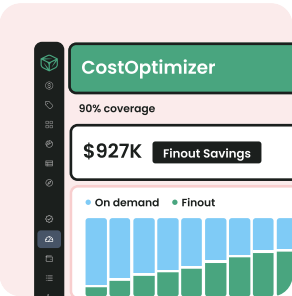 CostOptimizer
90% coverage
$927K Finout Savings
On demand Finout